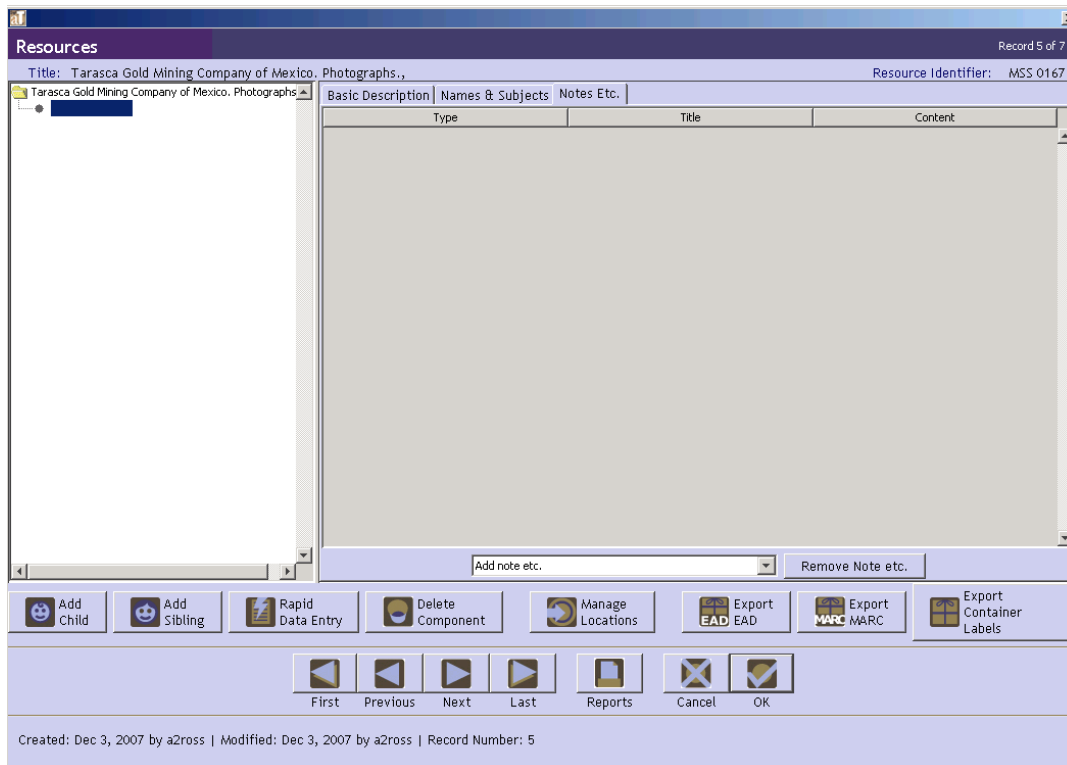 aT
Resources
Record 5 of 7
Title: Tarasca Gold Mining Company of Mexico. Photographs.,
Resource Identifier: MSS 0167
Tarasca Gold Mining Company of Mexico. Photographs
Basic Description
Names & Subjects
Notes Etc.
Type
Title
Content
Add note etc.
Remove Note etc.
Add
Child
Add
Sibling
Rapid
Data Entry
Delete
Component
Manage
Locations
EAD
Export
EAD
MARC
Export
MARC
Export
Container
Labels
First
Previous
Next
Last
Reports
Cancel
OK
Created: Dec 3, 2007 by a2ross | Modified: Dec 3, 2007 by a2ross | Record Number: 5